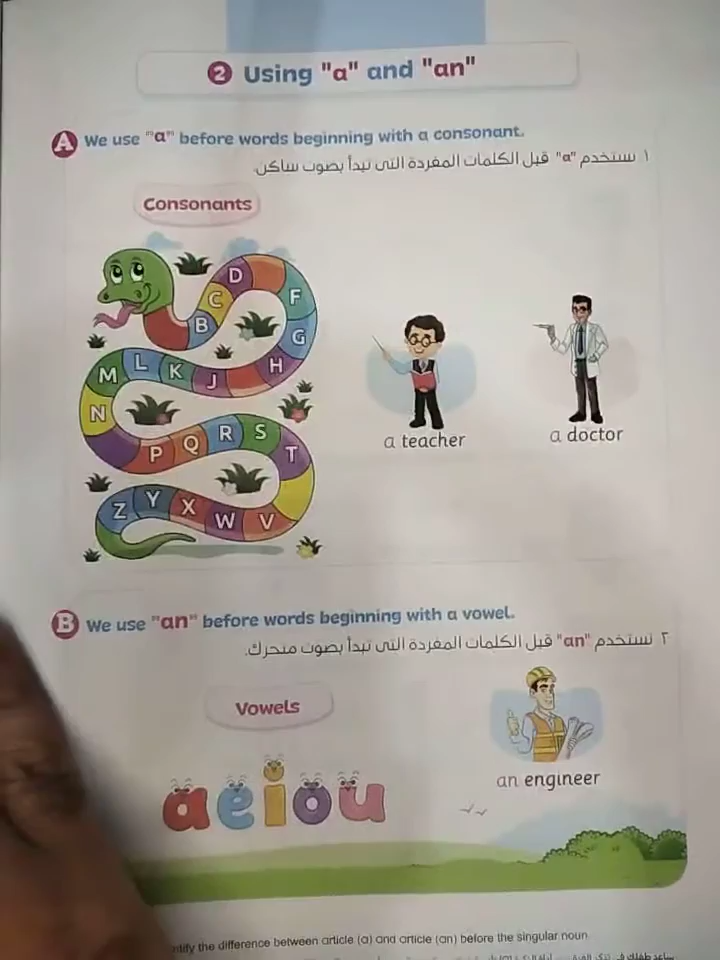 2 Using "a" and "an"
A We use "a" before words beginning with a consonant.
١ نستخدم "a" قبل الكلمات المفردة التى تبدأ بصوت ساكن.
Consonants
B C D F G H J K L M N P Q R S T V W X Y Z
a teacher
a doctor
B We use "an" before words beginning with a vowel.
٢ نستخدم "an" قبل الكلمات المفردة التى تبدأ بصوت متحرك.
Vowels
a e i o u
an engineer
the difference between article (a) and article (an) before the singular noun